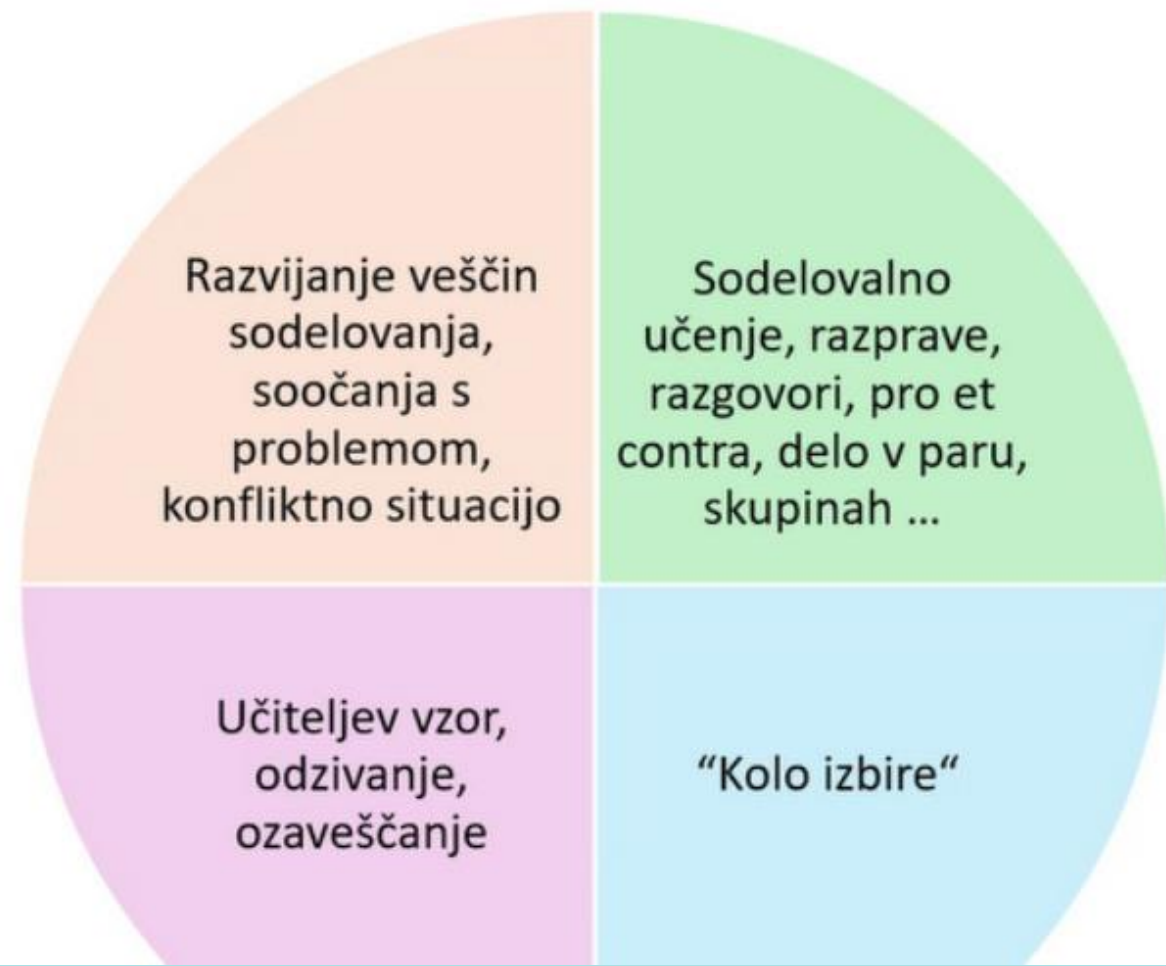 Razvijanje veščin
sodelovanja,
soočanja s
problemom,
konfliktno situacijo
Sodelovalno
učenje, razprave,
razgovori, pro et
contra, delo v paru,
skupinah ...
Učiteljev vzor,
odzivanje,
ozaveščanje
“Kolo izbire“